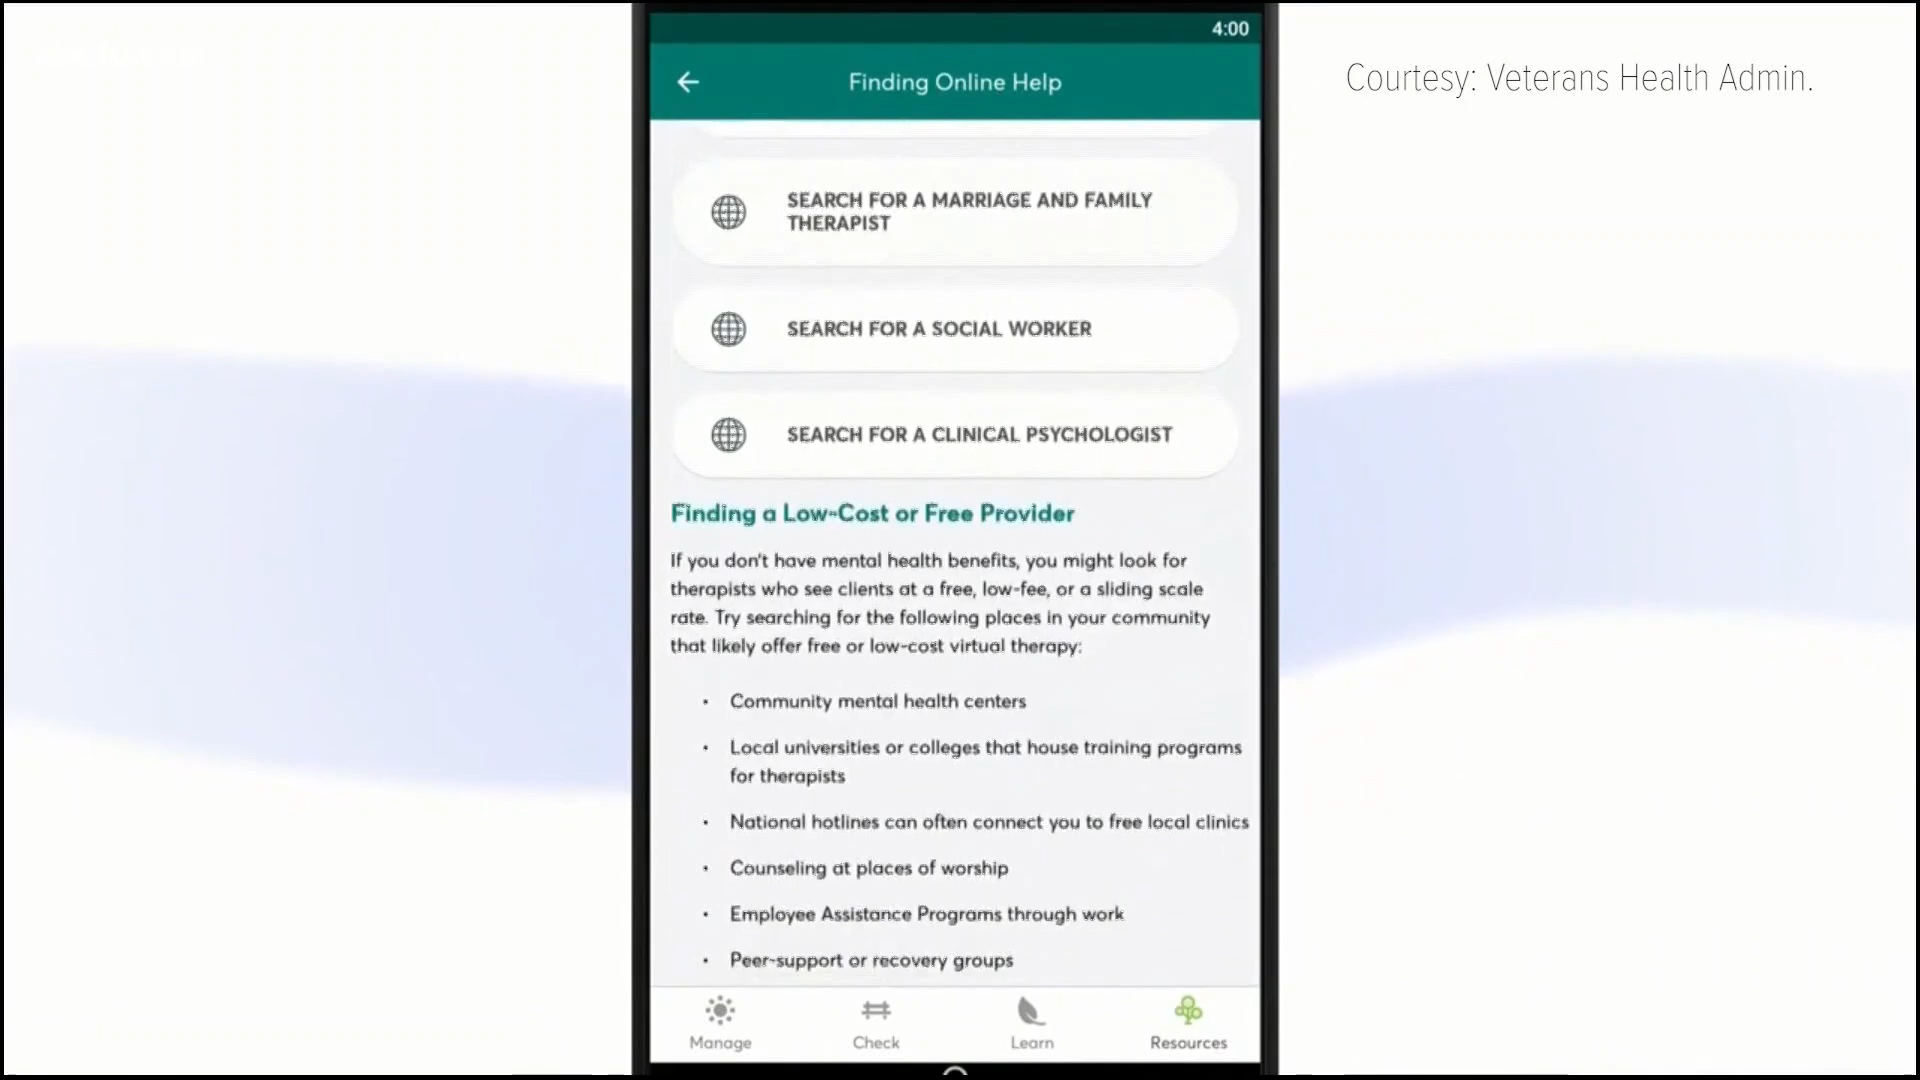 4:00
Finding Online Help
Courtesy: Veterans Health Admin.
SEARCH FOR A MARRIAGE AND FAMILY
THERAPIST
SEARCH FOR A SOCIAL WORKER
SEARCH FOR A CLINICAL PSYCHOLOGIST
Finding a Low-Cost or Free Provider
If you don't have mental health benefits, you might look for
therapists who see clients at a free, low-fee, or a sliding scale
rate. Try searching for the following places in your community
that likely offer free or low-cost virtual therapy:
• Community mental health centers
• Local universities or colleges that house training programs
for therapists
• National hotlines can often connect you to free local clinics
• Counseling at places of worship
• Employee Assistance Programs through work
• Peer-support or recovery groups
Manage
Check
Learn
Resources